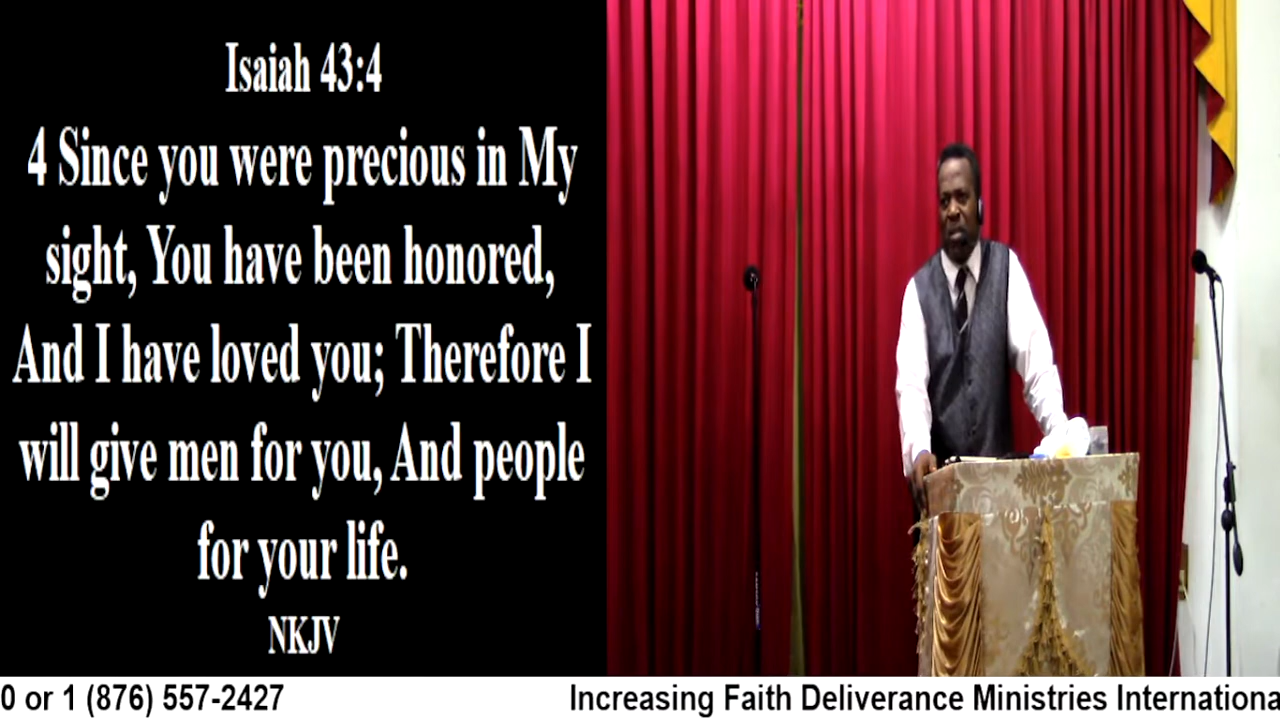 Isaiah 43:4
4 Since you were precious in My
sight, You have been honored,
And I have loved you; Therefore I
will give men for you, And people
for your life.
NKJV
0 or 1 (876) 557-2427 Increasing Faith Deliverance Ministries Internationa